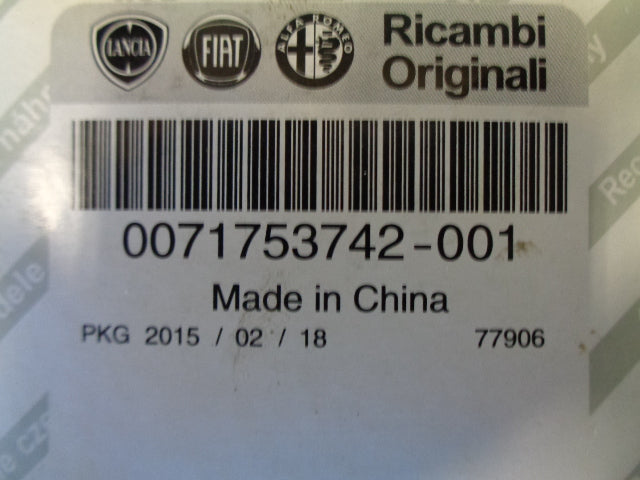 LANCIA FIAT ALFA ROMEO Ricambi
Originali
0071753742-001
Made in China
PKG 2015 / 02 / 18 77906